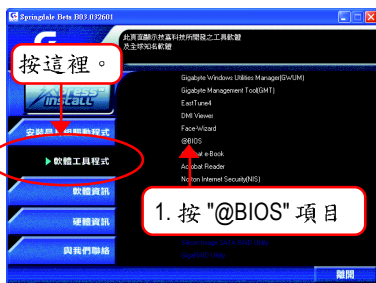 Springdale Beta B03.032601
此頁面顯示技嘉科技所開發之工具軟體
及全球知名軟體
按這裡。
Gigabyte Windows Utilities Manager(GWUM)
Gigabyte Management Tool(GMT)
EasyTune4
DMI Viewer
Face-Wizard
@BIOS
e-Book
Acrobat Reader
Norton Internet Security(NIS)
INSTALL
軟體工具程式
軟體資訊
硬體資訊
與我們聯絡
1. 按 "@BIOS" 項目
離開